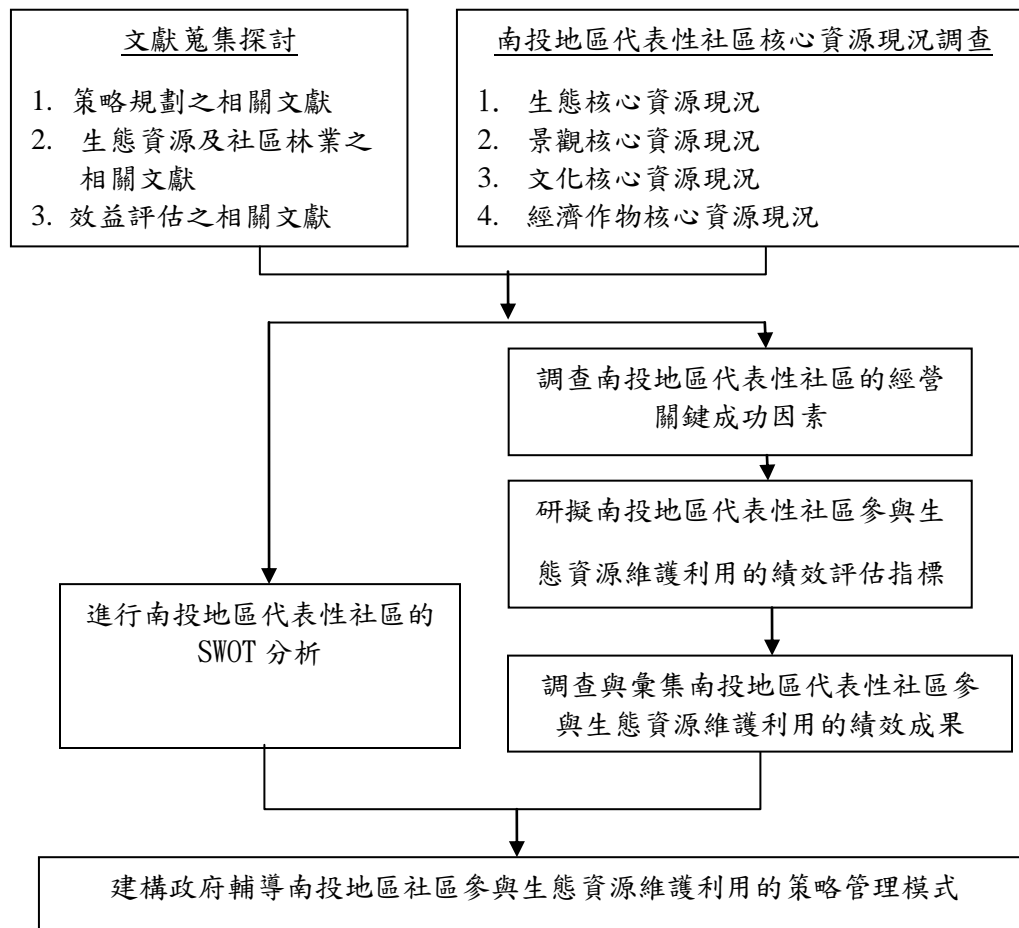 文獻蒐集探討
1. 策略規劃之相關文獻
2. 生態資源及社區林業之
相關文獻
3. 效益評估之相關文獻
南投地區代表性社區核心資源現況調查
1. 生態核心資源現況
2. 景觀核心資源現況
3. 文化核心資源現況
4. 經濟作物核心資源現況
調查南投地區代表性社區的經營
關鍵成功因素
研擬南投地區代表性社區參與生
態資源維護利用的績效評估指標
進行南投地區代表性社區的
SWOT 分析
調查與彙集南投地區代表性社區參
與生態資源維護利用的績效成果
建構政府輔導南投地區社區參與生態資源維護利用的策略管理模式